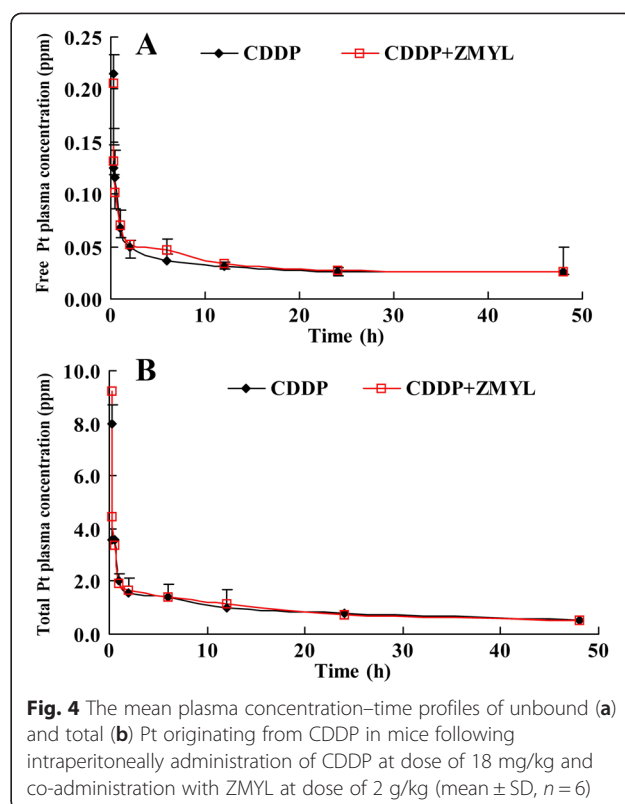 A
CDDP
CDDP+ZMYL
0.25
0.20
0.15
0.10
0.05
0.00
Free Pt plasma concentration (ppm)
0
10
20
30
40
50
Time (h)
B
CDDP
CDDP+ZMYL
10.0
8.0
6.0
4.0
2.0
0.0
Total Pt plasma concentration (ppm)
0
10
20
30
40
50
Time (h)
Fig. 4 The mean plasma concentration–time profiles of unbound (a)
and total (b) Pt originating from CDDP in mice following
intraperitoneally administration of CDDP at dose of 18 mg/kg and
co-administration with ZMYL at dose of 2 g/kg (mean ± SD, n = 6)